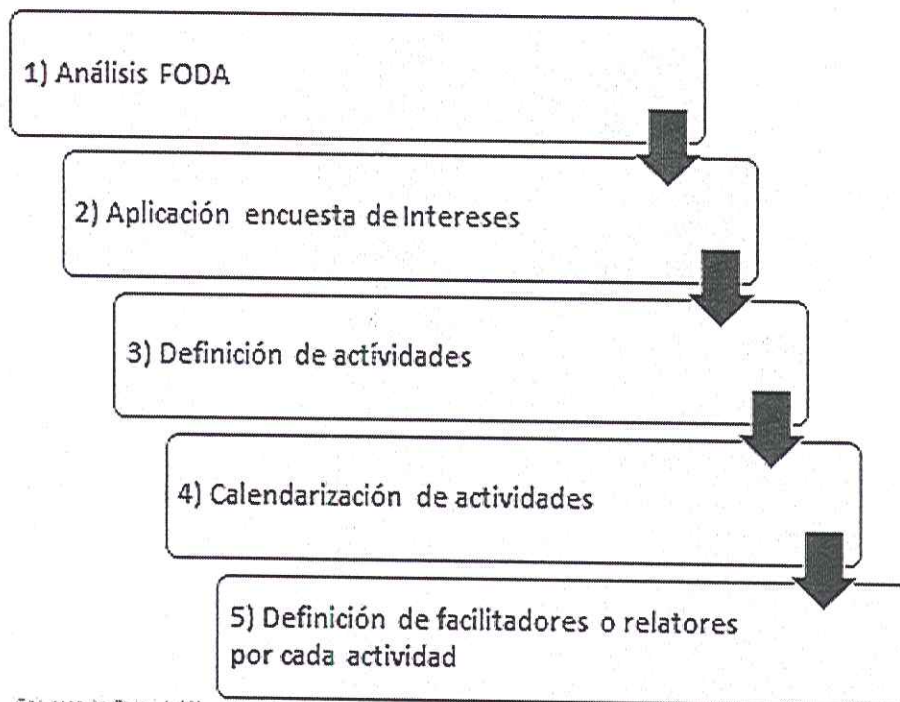 1) Análisis FODA
2) Aplicación encuesta de Intereses
3) Definición de actividades
4) Calendarización de actividades
5) Definición de facilitadores o relatores
por cada actividad